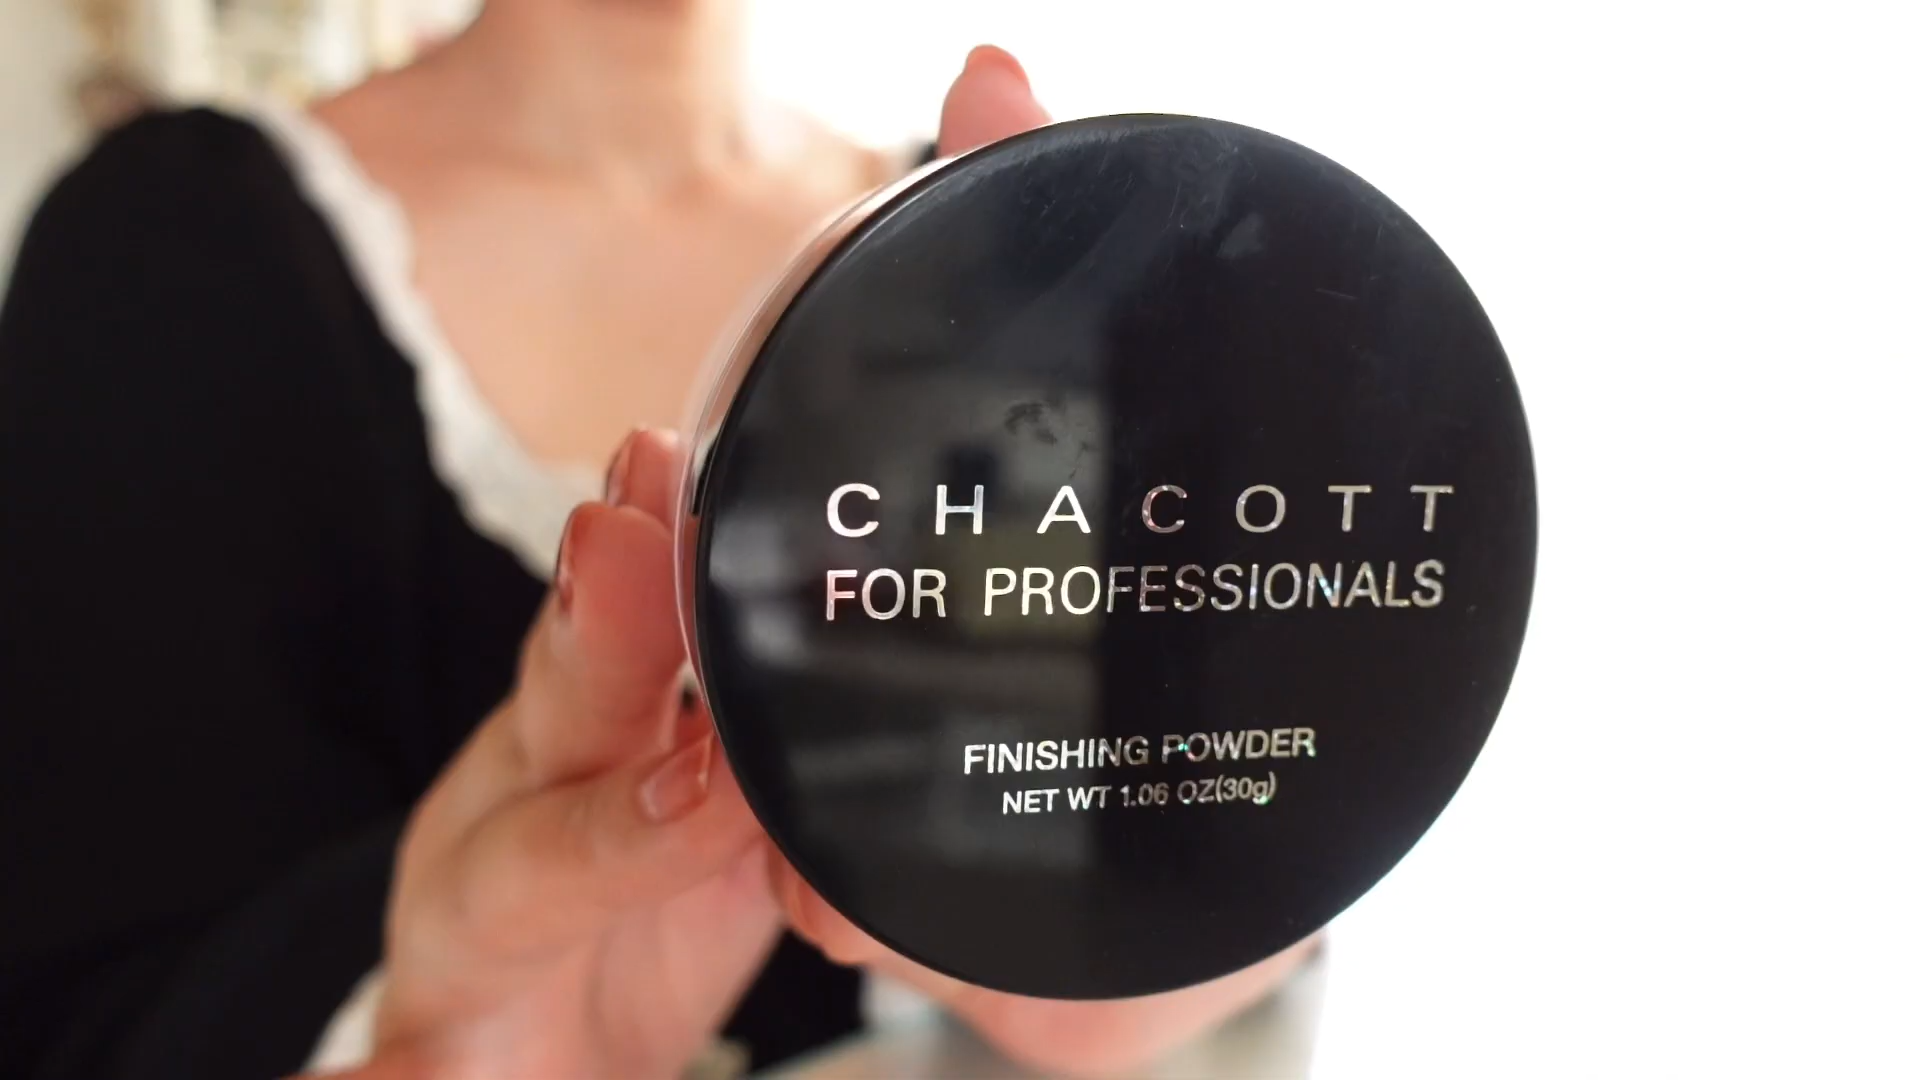 CHACOTT
FOR PROFESSIONALS
FINISHING POWDER
NET WT 1.06 OZ(30g)